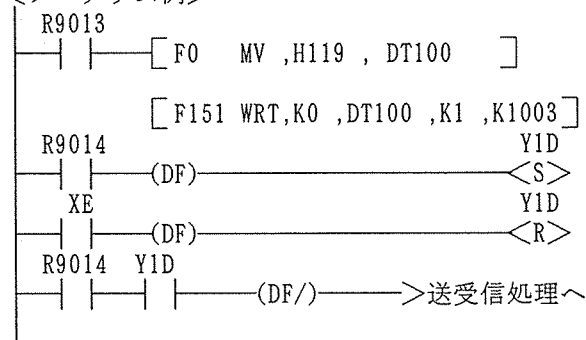 R9013
F0 MV ,H119 , DT100
F151 WRT,K0 ,DT100 ,K1 ,K1003
R9014 Y1D
(DF) <S>
XE Y1D
(DF) <R>
R9014 Y1D
(DF/) >送受信処理へ